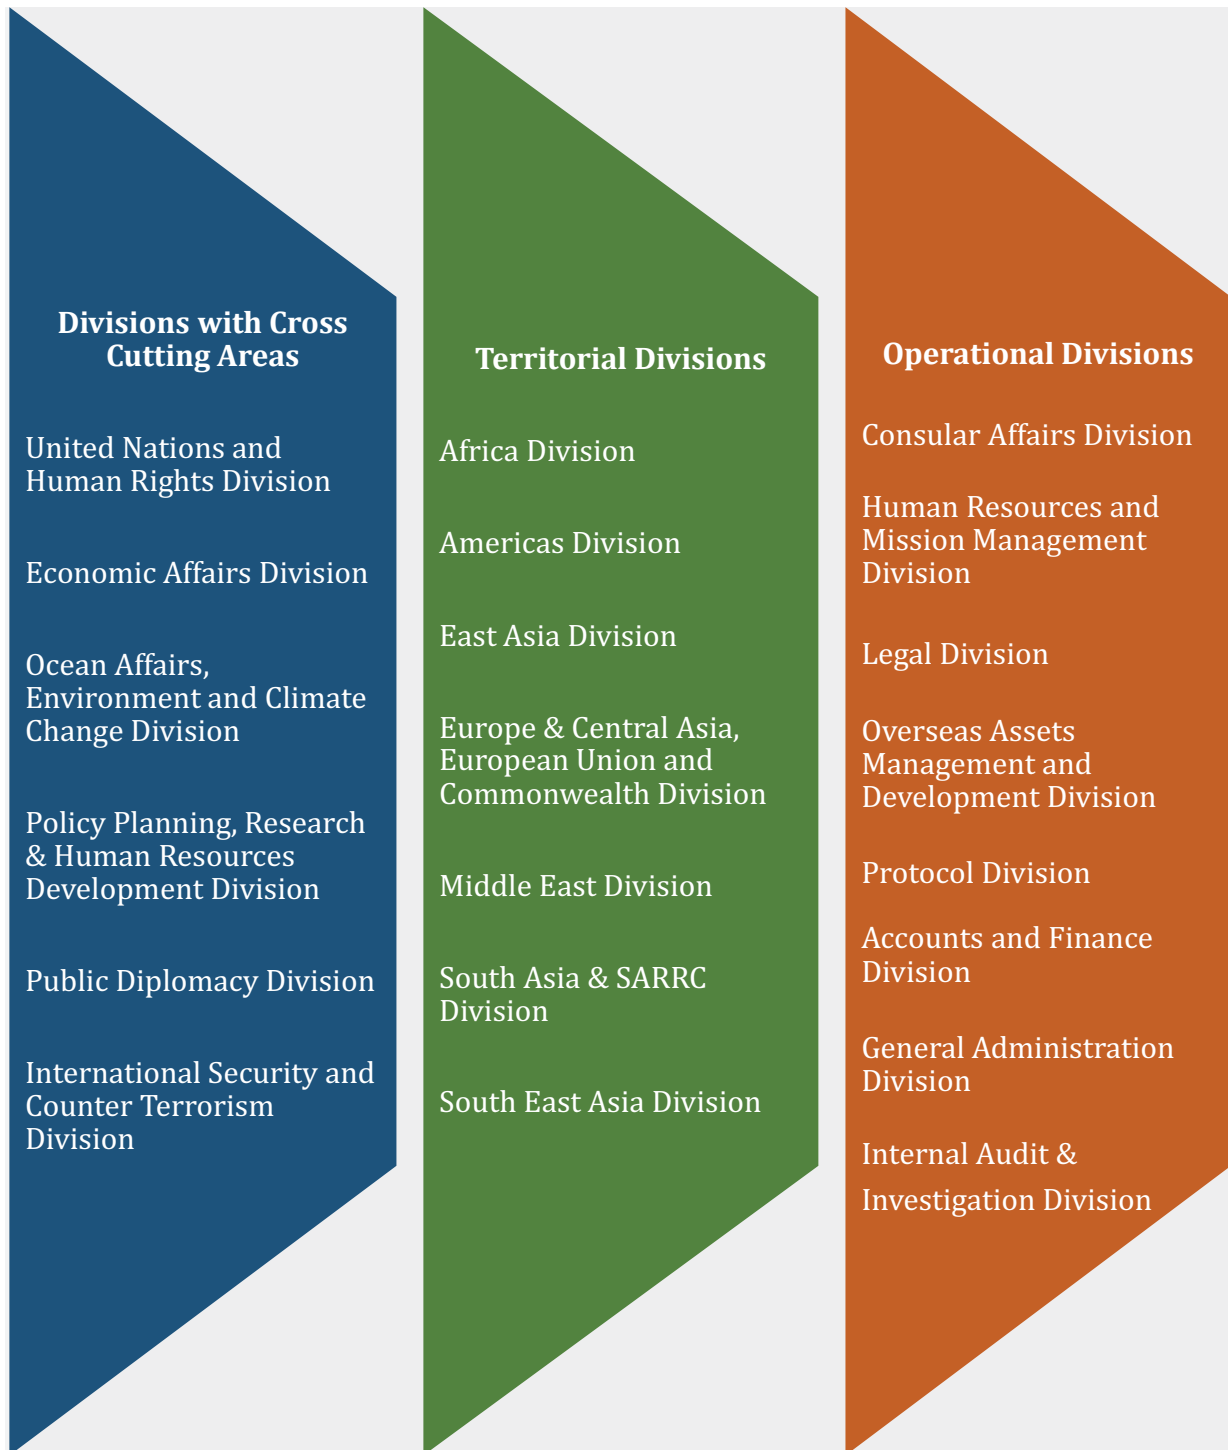 Divisions with Cross
Cutting Areas
United Nations and
Human Rights Division
Economic Affairs Division
Ocean Affairs,
Environment and Climate
Change Division
Policy Planning, Research
& Human Resources
Development Division
Public Diplomacy Division
International Security and
Counter Terrorism
Division
Territorial Divisions
Africa Division
Americas Division
East Asia Division
Europe & Central Asia,
European Union and
Commonwealth Division
Middle East Division
South Asia & SARRC
Division
South East Asia Division
Operational Divisions
Consular Affairs Division
Human Resources and
Mission Management
Division
Legal Division
Overseas Assets
Management and
Development Division
Protocol Division
Accounts and Finance
Division
General Administration
Division
Internal Audit &
Investigation Division